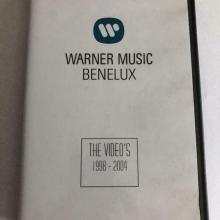 WARNER MUSIC
BENELUX
THE VIDEO'S
1998 - 2004